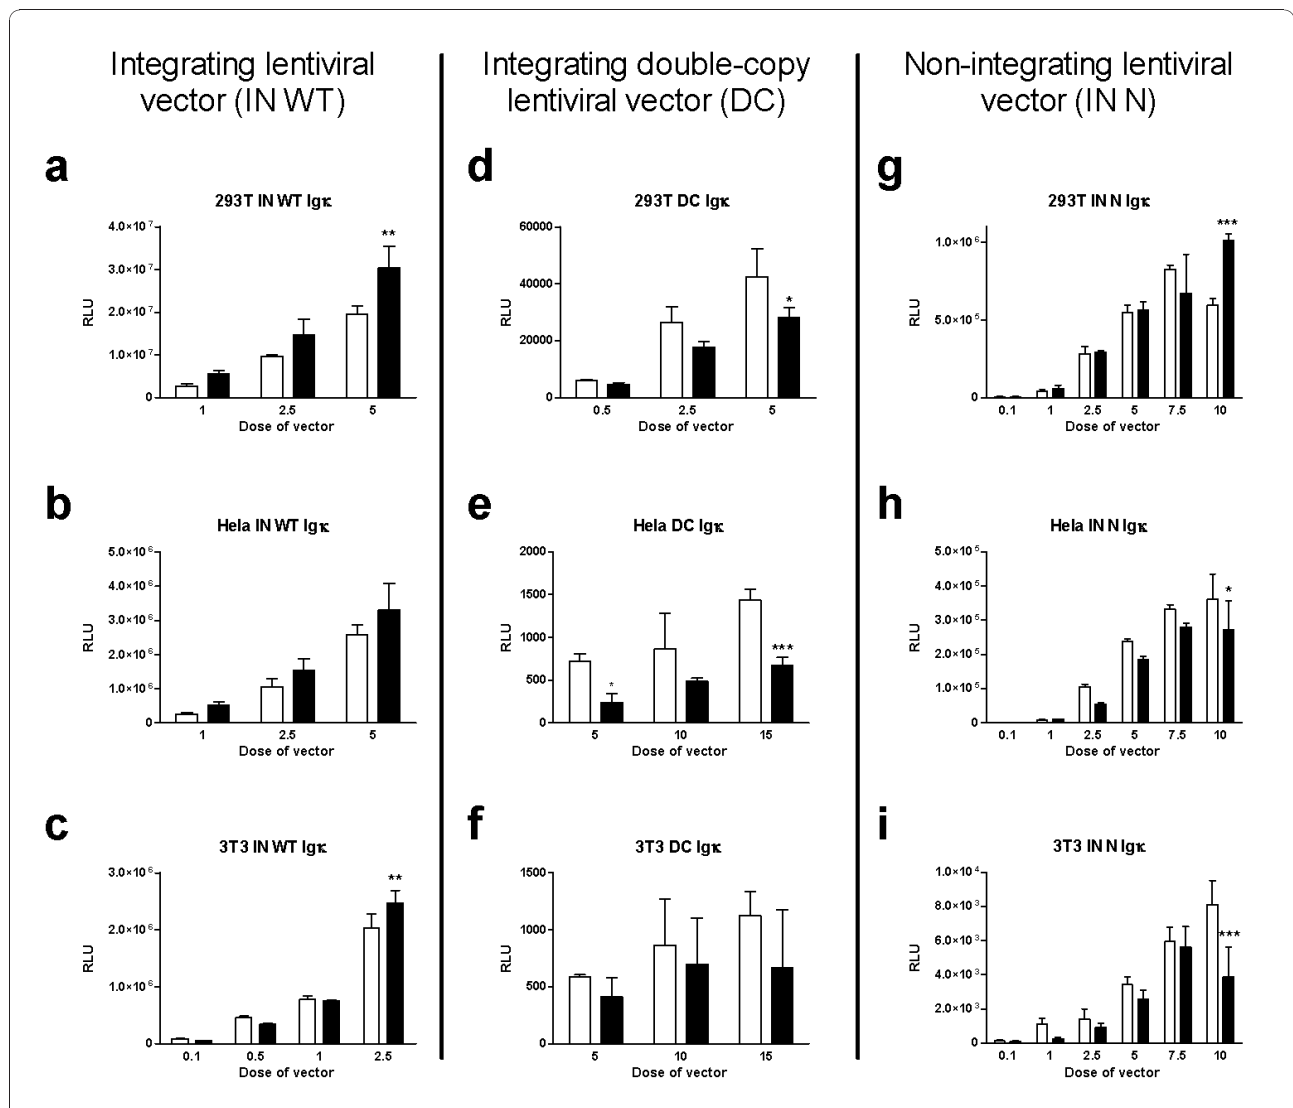 Integrating lentiviral
vector (IN WT)
Integrating double-copy
lentiviral vector (DC)
Non-integrating lentiviral
vector (IN N)
a
293T IN WT Igκ
4.0×10⁷
3.0×10⁷
2.0×10⁷
1.0×10⁷
0
RLU
**
1 2.5 5
Dose of vector
d
293T DC Igκ
60000
40000
20000
0
RLU
*
0.5 2.5 5
Dose of vector
g
293T IN N Igκ
1.0×10⁶
5.0×10⁵
0
RLU
***
0.1 1 2.5 5 7.5 10
Dose of vector
b
Hela IN WT Igκ
5.0×10⁶
4.0×10⁶
3.0×10⁶
2.0×10⁶
1.0×10⁶
0
RLU
1 2.5 5
Dose of vector
e
Hela DC Igκ
2000
1500
1000
500
0
RLU
*
***
5 10 15
Dose of vector
h
Hela IN N Igκ
5.0×10⁵
4.0×10⁵
3.0×10⁵
2.0×10⁵
1.0×10⁵
0
RLU
*
0.1 1 2.5 5 7.5 10
Dose of vector
c
3T3 IN WT Igκ
3.0×10⁶
2.0×10⁶
1.0×10⁶
0
RLU
**
0.1 0.5 1 2.5
Dose of vector
f
3T3 DC Igκ
1500
1000
500
0
RLU
5 10 15
Dose of vector
i
3T3 IN N Igκ
1.0×10⁴
8.0×10³
6.0×10³
4.0×10³
2.0×10³
0
RLU
***
0.1 1 2.5 5 7.5 10
Dose of vector